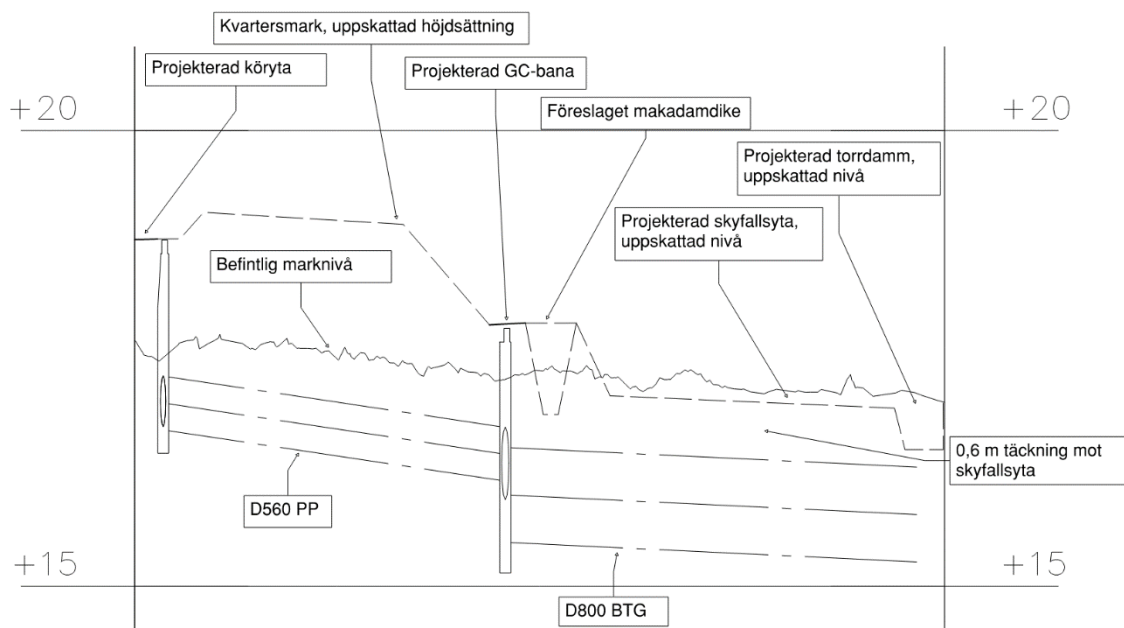 Kvartersmark, uppskattad höjdsättning
Projekterad köryta
Projekterad GC-bana
Föreslaget makadamdike
+20
+20
Projekterad torrdamm,
uppskattad nivå
Projekterad skyfallsyta,
uppskattad nivå
Befintlig marknivå
0,6 m täckning mot
skyfallsyta
D560 PP
+15
+15
D800 BTG